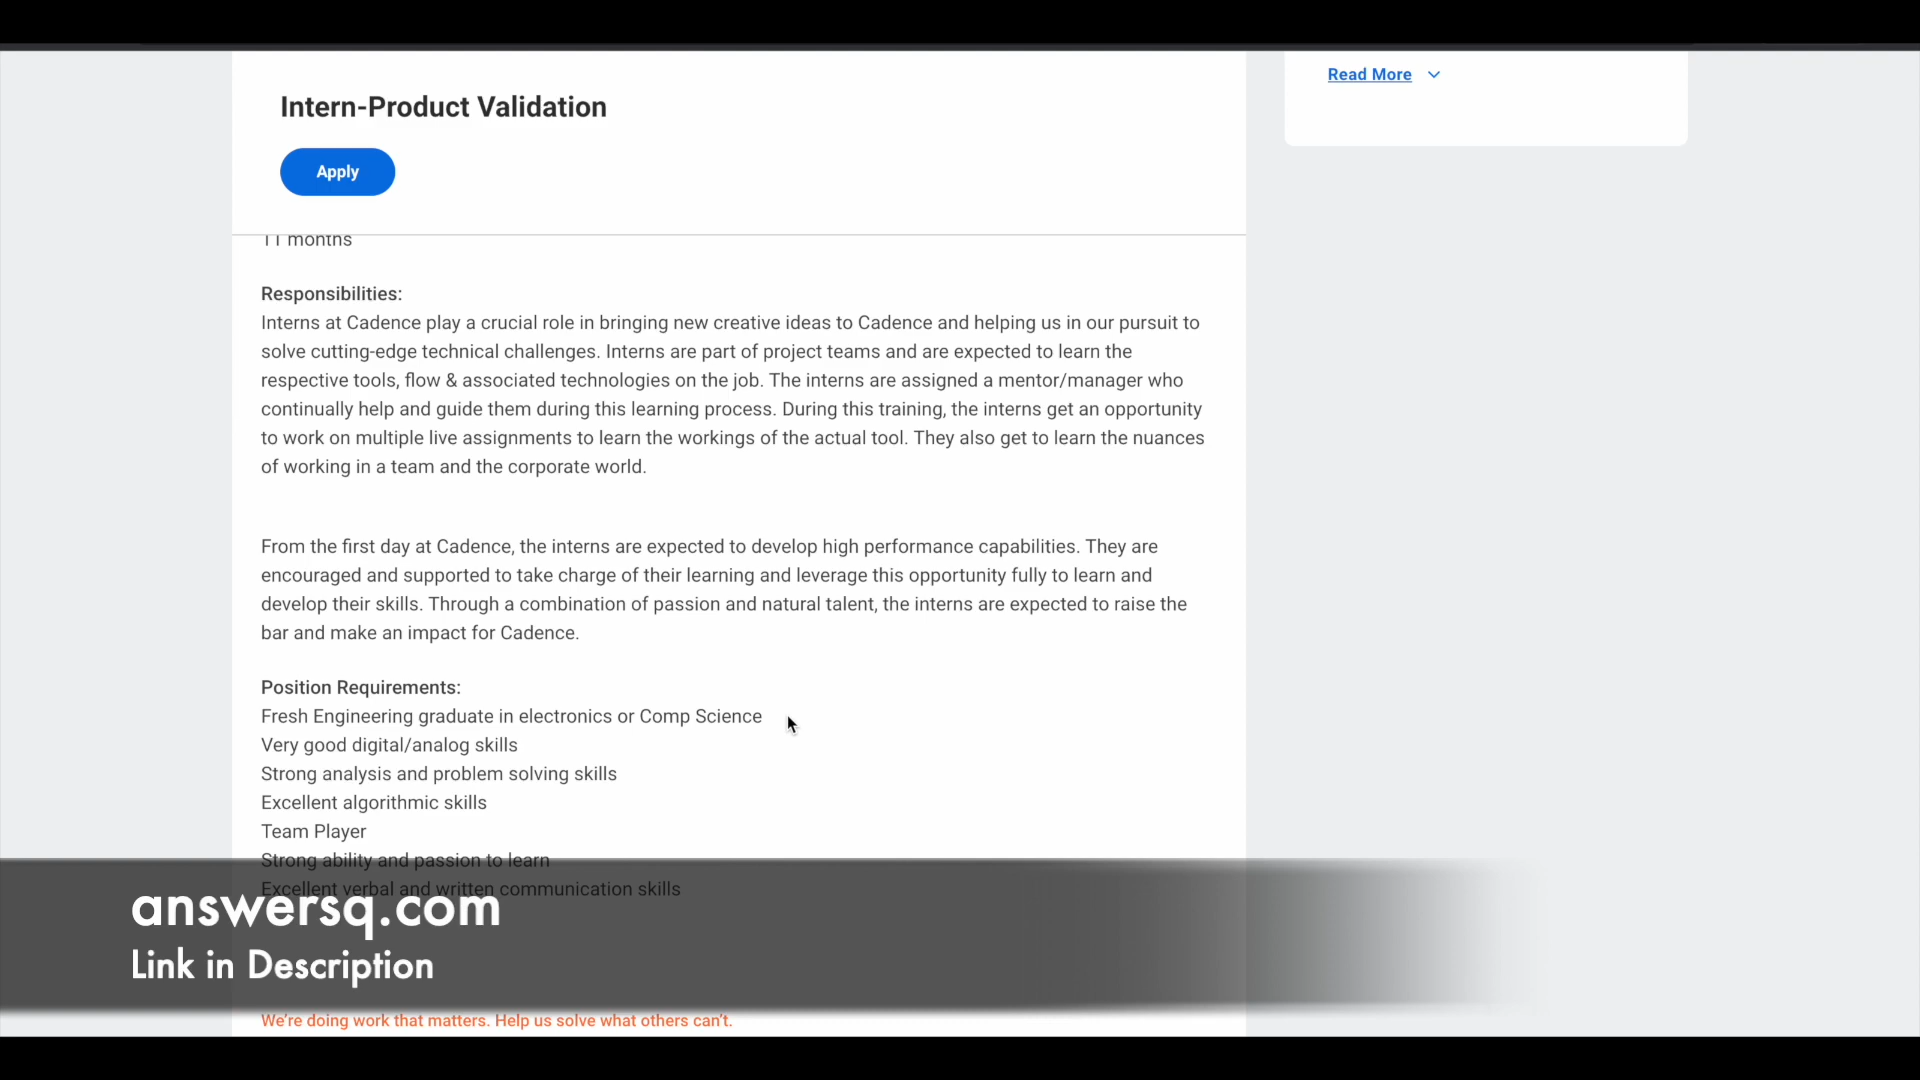 Read More
Intern-Product Validation
Apply
11 months
Responsibilities:
Interns at Cadence play a crucial role in bringing new creative ideas to Cadence and helping us in our pursuit to
solve cutting-edge technical challenges. Interns are part of project teams and are expected to learn the
respective tools, flow & associated technologies on the job. The interns are assigned a mentor/manager who
continually help and guide them during this learning process. During this training, the interns get an opportunity
to work on multiple live assignments to learn the workings of the actual tool. They also get to learn the nuances
of working in a team and the corporate world.
From the first day at Cadence, the interns are expected to develop high performance capabilities. They are
encouraged and supported to take charge of their learning and leverage this opportunity fully to learn and
develop their skills. Through a combination of passion and natural talent, the interns are expected to raise the
bar and make an impact for Cadence.
Position Requirements:
Fresh Engineering graduate in electronics or Comp Science
Very good digital/analog skills
Strong analysis and problem solving skills
Excellent algorithmic skills
Team Player
Strong ability and passion to learn
Excellent verbal and written communication skills
answersq.com
Link in Description
We're doing work that matters. Help us solve what others can't.